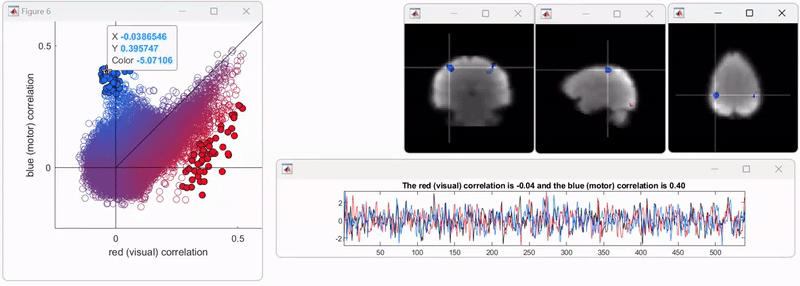 Figure 6
X -0.0386546
Y 0.395747
Color -5.07106
0.5
0
0
0.5
blue (motor) correlation
red (visual) correlation
The red (visual) correlation is -0.04 and the blue (motor) correlation is 0.40
2
0
-2
50 100 150 200 250 300 350 400 450 500